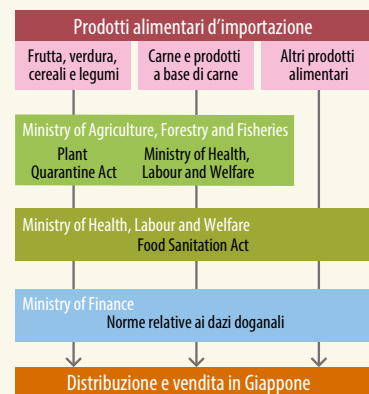 Prodotti alimentari d'importazione
Frutta, verdura,
cereali e legumi
Carne e prodotti
a base di carne
Altri prodotti
alimentari
Ministry of Agriculture, Forestry and Fisheries
Plant
Quarantine Act
Ministry of Health,
Labour and Welfare
Ministry of Health, Labour and Welfare
Food Sanitation Act
Ministry of Finance
Norme relative ai dazi doganali
Distribuzione e vendita in Giappone